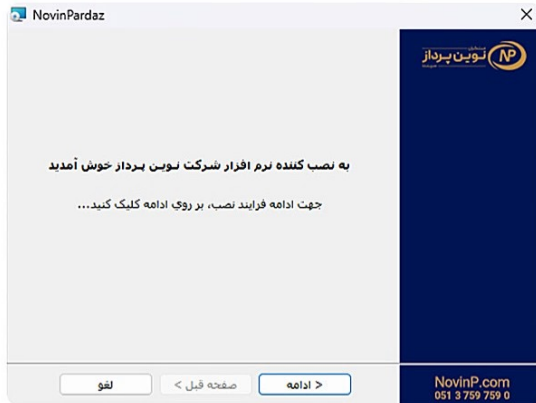 NovinPardaz
نوین پرداز
به نصب کننده نرم افزار شرکت نوین پرداز خوش آمدید
جهت ادامه فرایند نصب، بر روي ادامه کلیک کنید...
< ادامه
صفحه قبل >
لغو
NovinP.com
051 3 759 759 0